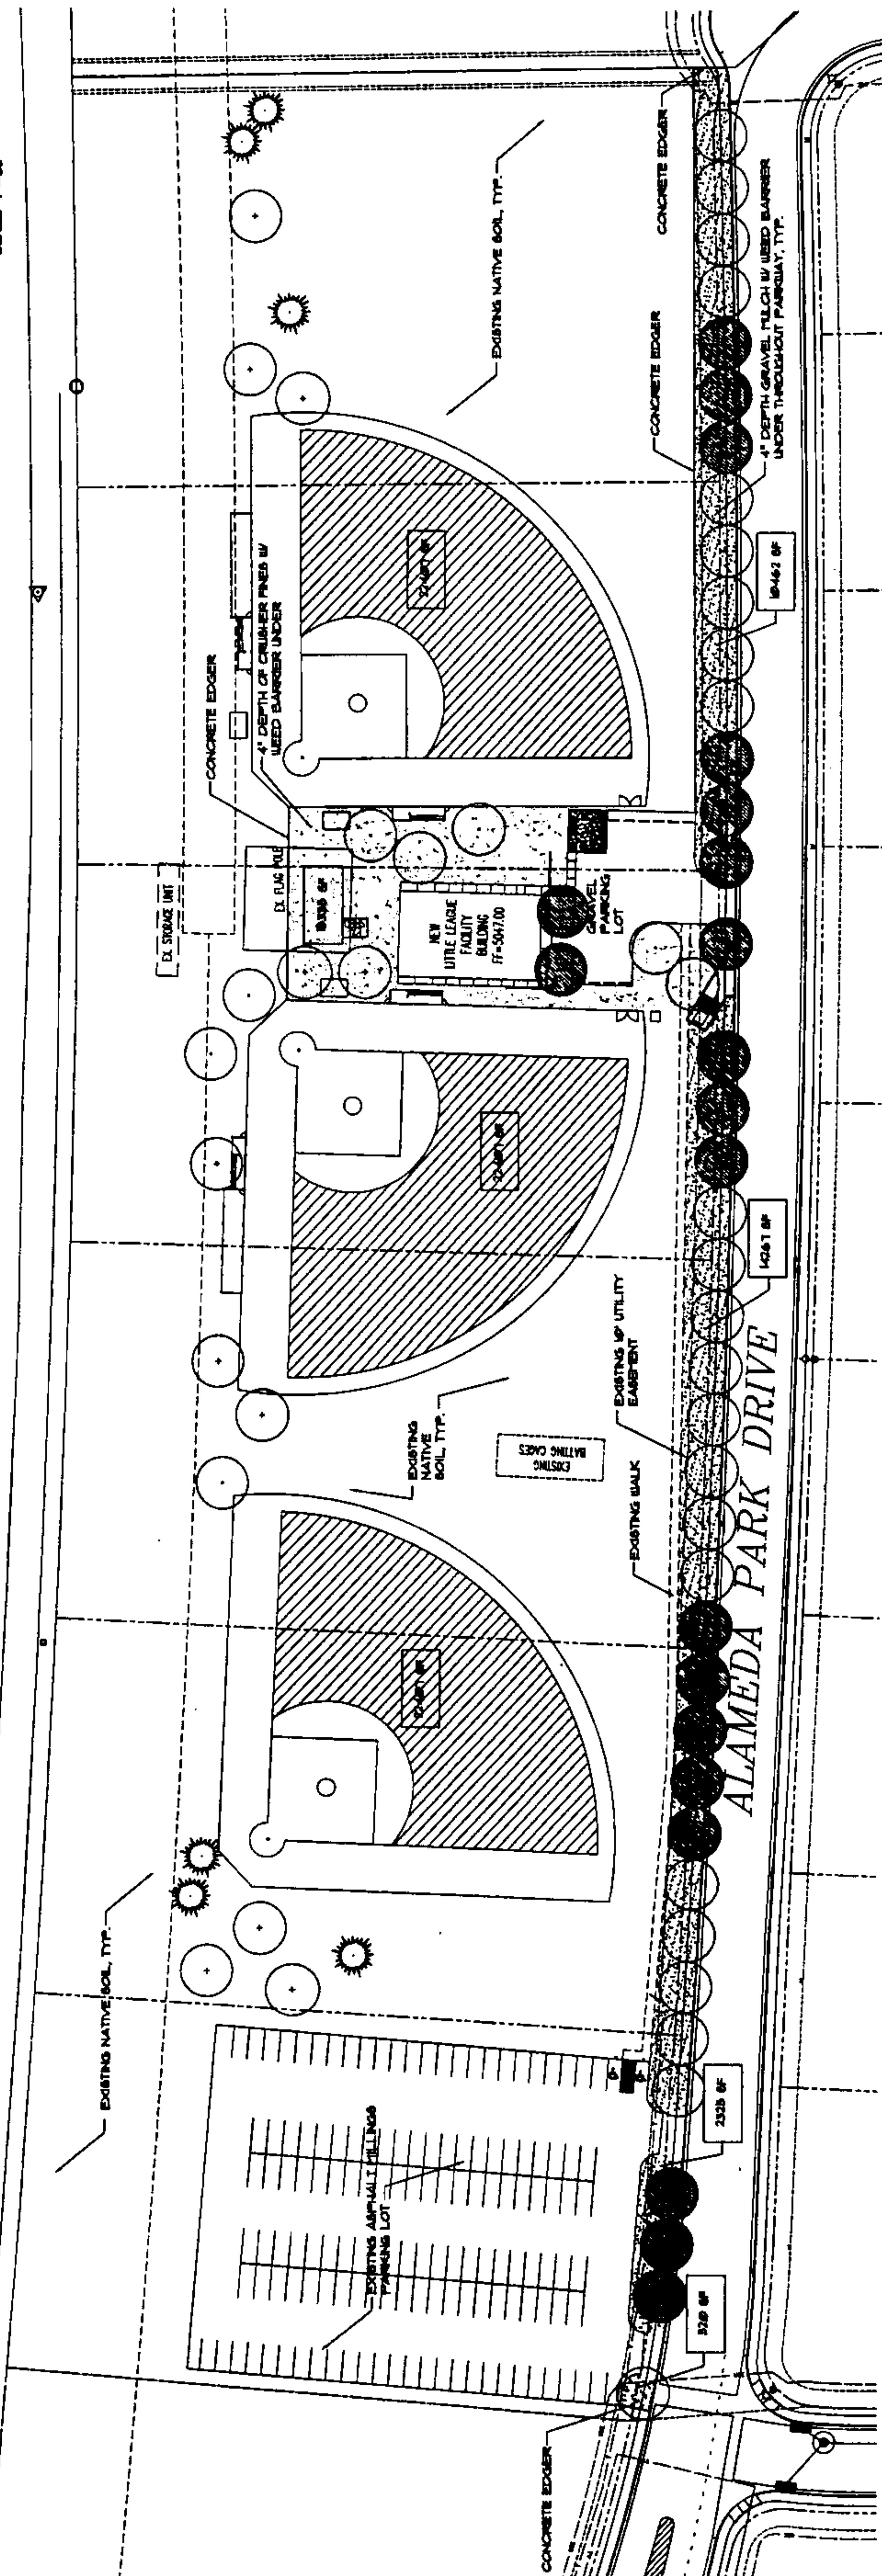 CONCRETE EDGER
EXISTING NATIVE SOIL, TYP.
CONCRETE EDGER
4" DEPTH GRAVEL MULCH W/ WEED BARRIER
UNDER THROUGHOUT PARKWAY, TYP.
CONCRETE EDGER
4" DEPTH OF CRUSHER FINES W/
WEED BARRIER UNDER
EX. STORAGE UNIT
EX. FLAG POLE
NEW
LITTLE LEAGUE
FACILITY
BUILDING
FF=5047.00
GRAVEL
PARKING
LOT
EXISTING
NATIVE
SOIL, TYP.
EXISTING
BATTING CAGES
EXISTING 10' UTILITY
EASEMENT
EXISTING WALK
ALAMEDA PARK DRIVE
EXISTING NATIVE SOIL, TYP.
EXISTING ASPHALT MILLINGS
PARKING LOT
2325 SF
CONCRETE EDGER